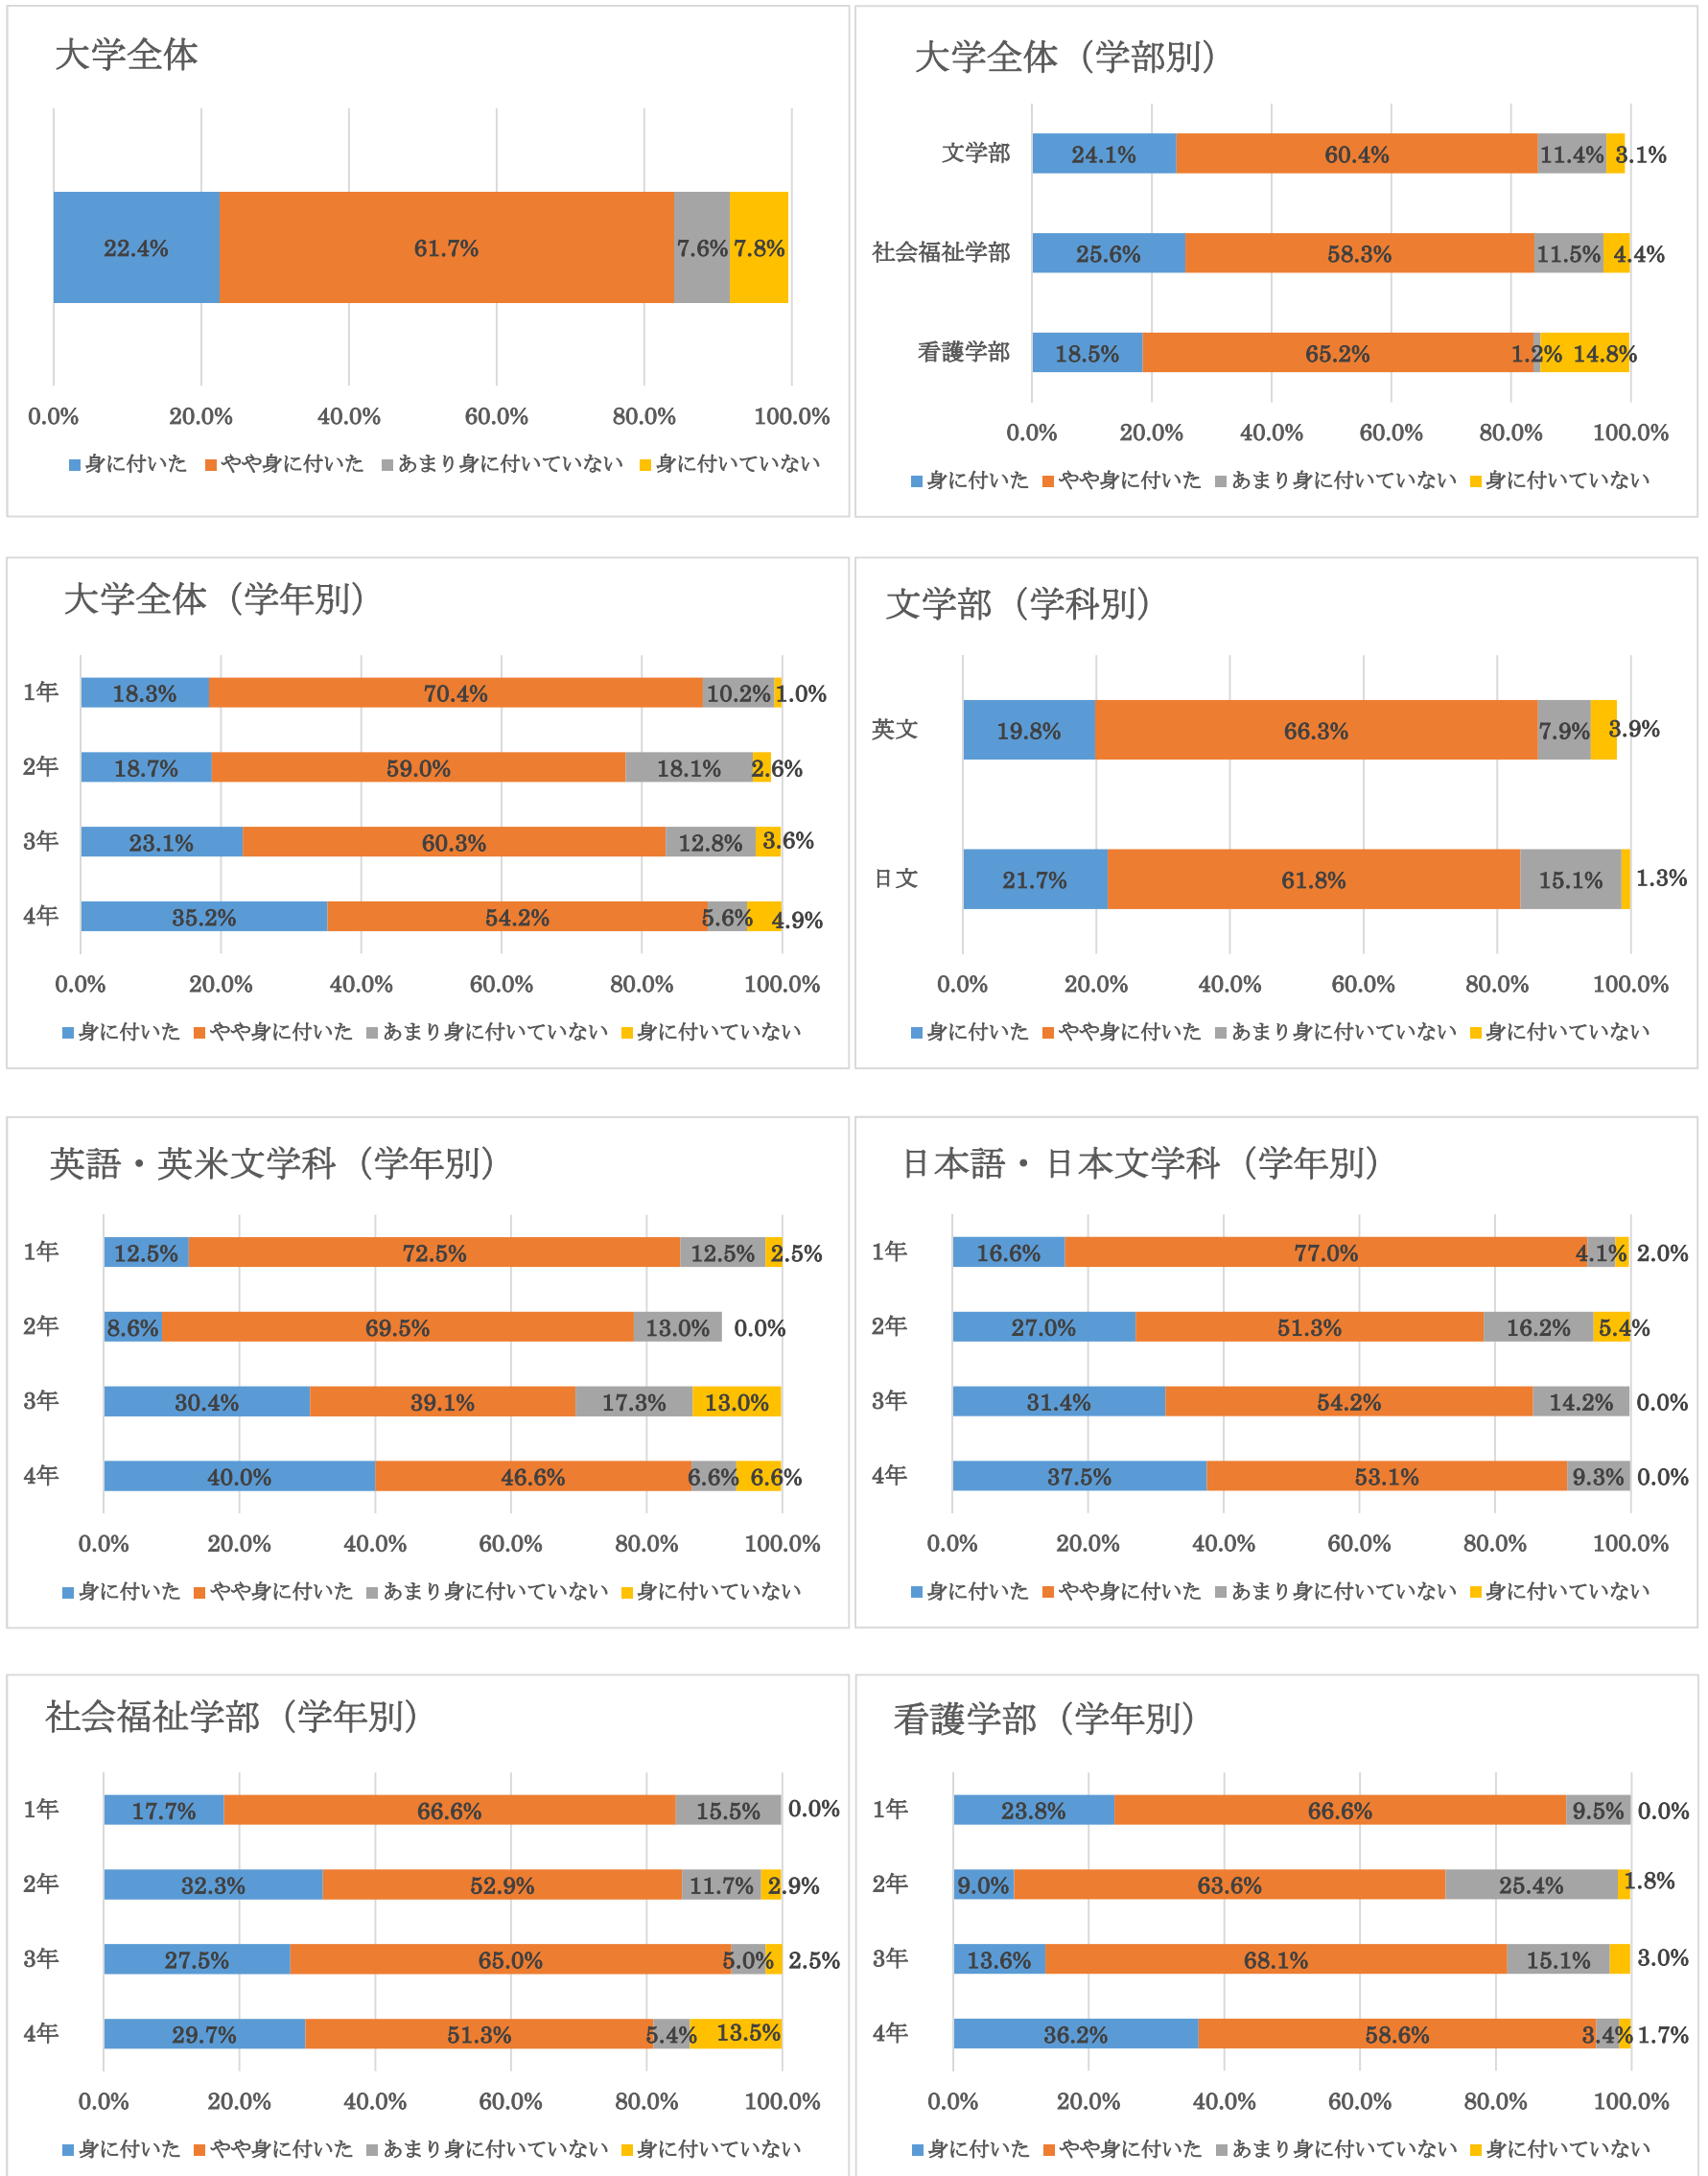 大学全体
22.4% 61.7% 7.6% 7.8%
0.0% 20.0% 40.0% 60.0% 80.0% 100.0%
身に付いた やや身に付いた あまり身に付いていない 身に付いていない
大学全体（学部別）
文学部 24.1% 60.4% 11.4% 3.1%
社会福祉学部 25.6% 58.3% 11.5% 4.4%
看護学部 18.5% 65.2% 1.2% 14.8%
0.0% 20.0% 40.0% 60.0% 80.0% 100.0%
身に付いた やや身に付いた あまり身に付いていない 身に付いていない
大学全体（学年別）
1年 18.3% 70.4% 10.2% 1.0%
2年 18.7% 59.0% 18.1% 2.6%
3年 23.1% 60.3% 12.8% 3.6%
4年 35.2% 54.2% 5.6% 4.9%
0.0% 20.0% 40.0% 60.0% 80.0% 100.0%
身に付いた やや身に付いた あまり身に付いていない 身に付いていない
文学部（学科別）
英文 19.8% 66.3% 7.9% 3.9%
日文 21.7% 61.8% 15.1% 1.3%
0.0% 20.0% 40.0% 60.0% 80.0% 100.0%
身に付いた やや身に付いた あまり身に付いていない 身に付いていない
英語・英米文学科（学年別）
1年 12.5% 72.5% 12.5% 2.5%
2年 8.6% 69.5% 13.0% 0.0%
3年 30.4% 39.1% 17.3% 13.0%
4年 40.0% 46.6% 6.6% 6.6%
0.0% 20.0% 40.0% 60.0% 80.0% 100.0%
身に付いた やや身に付いた あまり身に付いていない 身に付いていない
日本語・日本文学科（学年別）
1年 16.6% 77.0% 4.1% 2.0%
2年 27.0% 51.3% 16.2% 5.4%
3年 31.4% 54.2% 14.2% 0.0%
4年 37.5% 53.1% 9.3% 0.0%
0.0% 20.0% 40.0% 60.0% 80.0% 100.0%
身に付いた やや身に付いた あまり身に付いていない 身に付いていない
社会福祉学部（学年別）
1年 17.7% 66.6% 15.5% 0.0%
2年 32.3% 52.9% 11.7% 2.9%
3年 27.5% 65.0% 5.0% 2.5%
4年 29.7% 51.3% 5.4% 13.5%
0.0% 20.0% 40.0% 60.0% 80.0% 100.0%
身に付いた やや身に付いた あまり身に付いていない 身に付いていない
看護学部（学年別）
1年 23.8% 66.6% 9.5% 0.0%
2年 9.0% 63.6% 25.4% 1.8%
3年 13.6% 68.1% 15.1% 3.0%
4年 36.2% 58.6% 3.4% 1.7%
0.0% 20.0% 40.0% 60.0% 80.0% 100.0%
身に付いた やや身に付いた あまり身に付いていない 身に付いていない